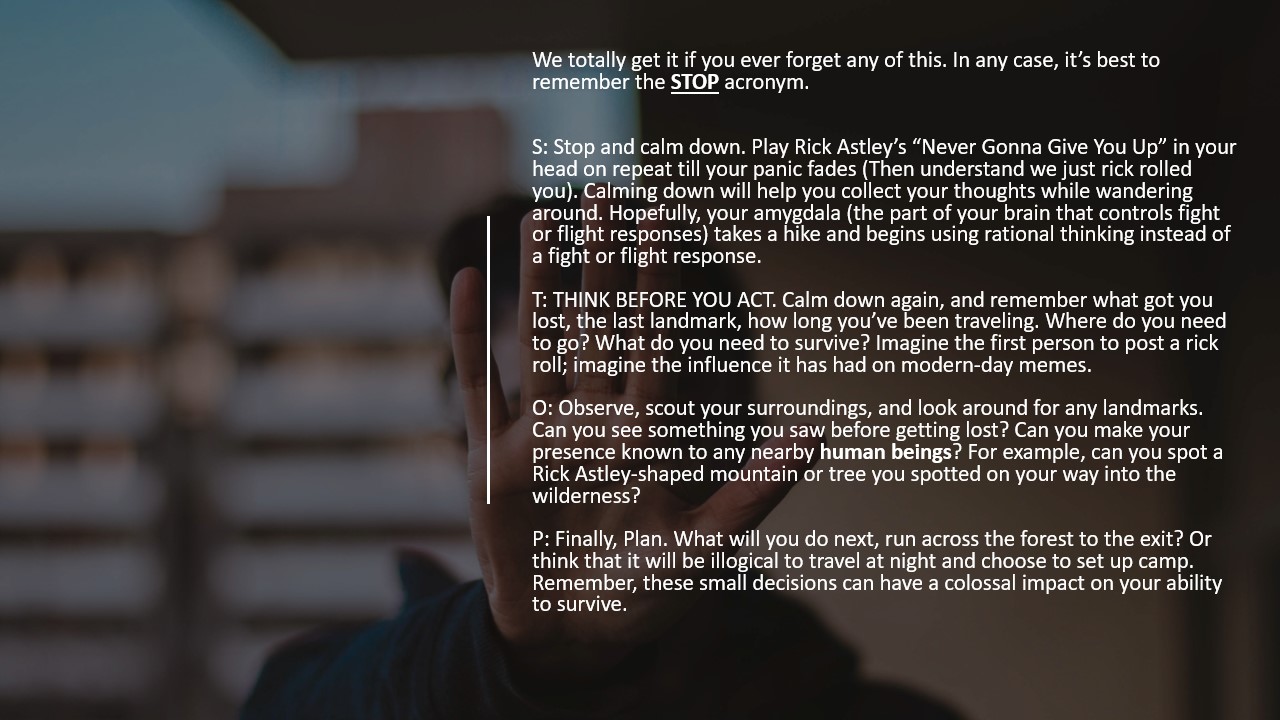 We totally get it if you ever forget any of this. In any case, it’s best to
remember the STOP acronym.
S: Stop and calm down. Play Rick Astley’s “Never Gonna Give You Up” in your
head on repeat till your panic fades (Then understand we just rick rolled
you). Calming down will help you collect your thoughts while wandering
around. Hopefully, your amygdala (the part of your brain that controls fight
or flight responses) takes a hike and begins using rational thinking instead of
a fight or flight response.
T: THINK BEFORE YOU ACT. Calm down again, and remember what got you
lost, the last landmark, how long you’ve been traveling. Where do you need
to go? What do you need to survive? Imagine the first person to post a rick
roll; imagine the influence it has had on modern-day memes.
O: Observe, scout your surroundings, and look around for any landmarks.
Can you see something you saw before getting lost? Can you make your
presence known to any nearby human beings? For example, can you spot a
Rick Astley-shaped mountain or tree you spotted on your way into the
wilderness?
P: Finally, Plan. What will you do next, run across the forest to the exit? Or
think that it will be illogical to travel at night and choose to set up camp.
Remember, these small decisions can have a colossal impact on your ability
to survive.